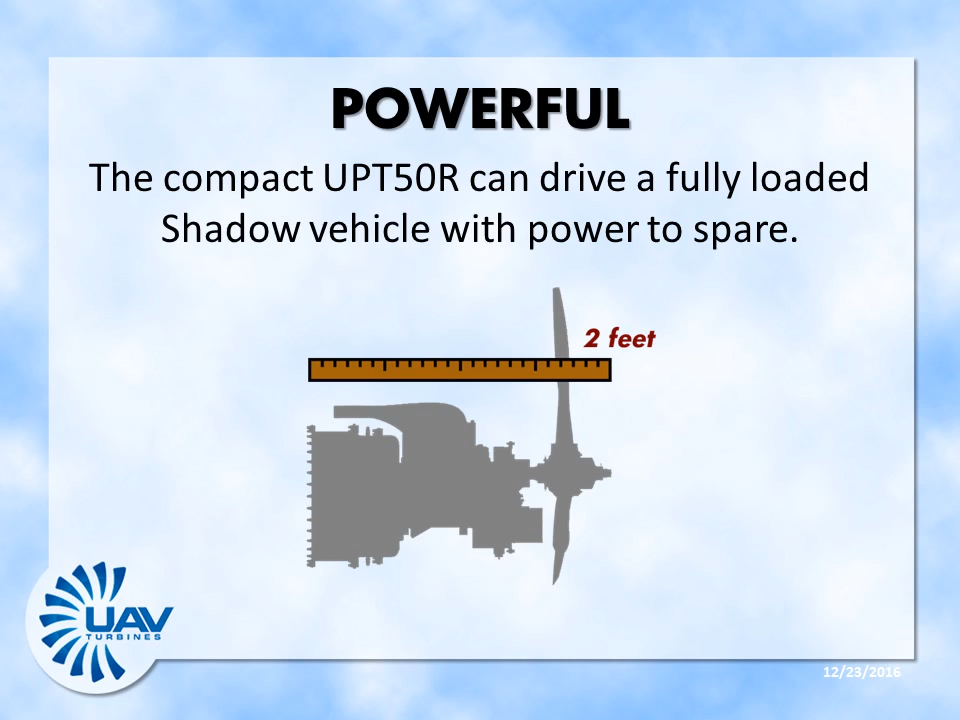 POWERFUL
The compact UPT50R can drive a fully loaded
Shadow vehicle with power to spare.
2 feet
UAV
TURBINES
12/23/2016